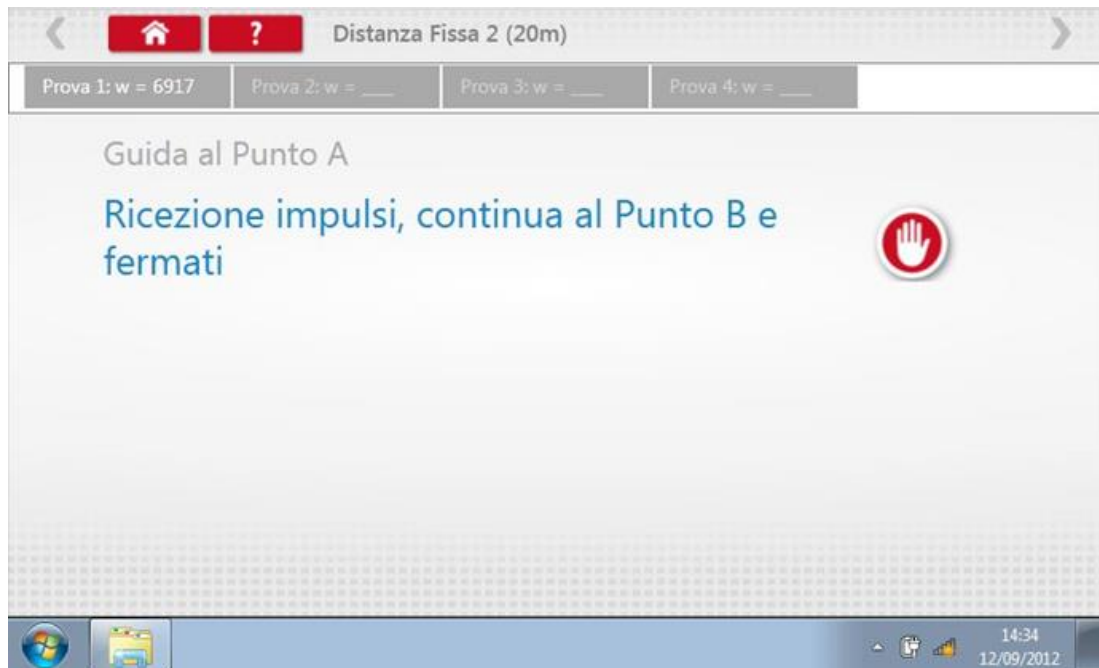 ? Distanza Fissa 2 (20m)
Prova 1: w = 6917 Prova 2: w = ___ Prova 3: w = ___ Prova 4: w = ___
Guida al Punto A
Ricezione impulsi, continua al Punto B e
fermati
14:34
12/09/2012